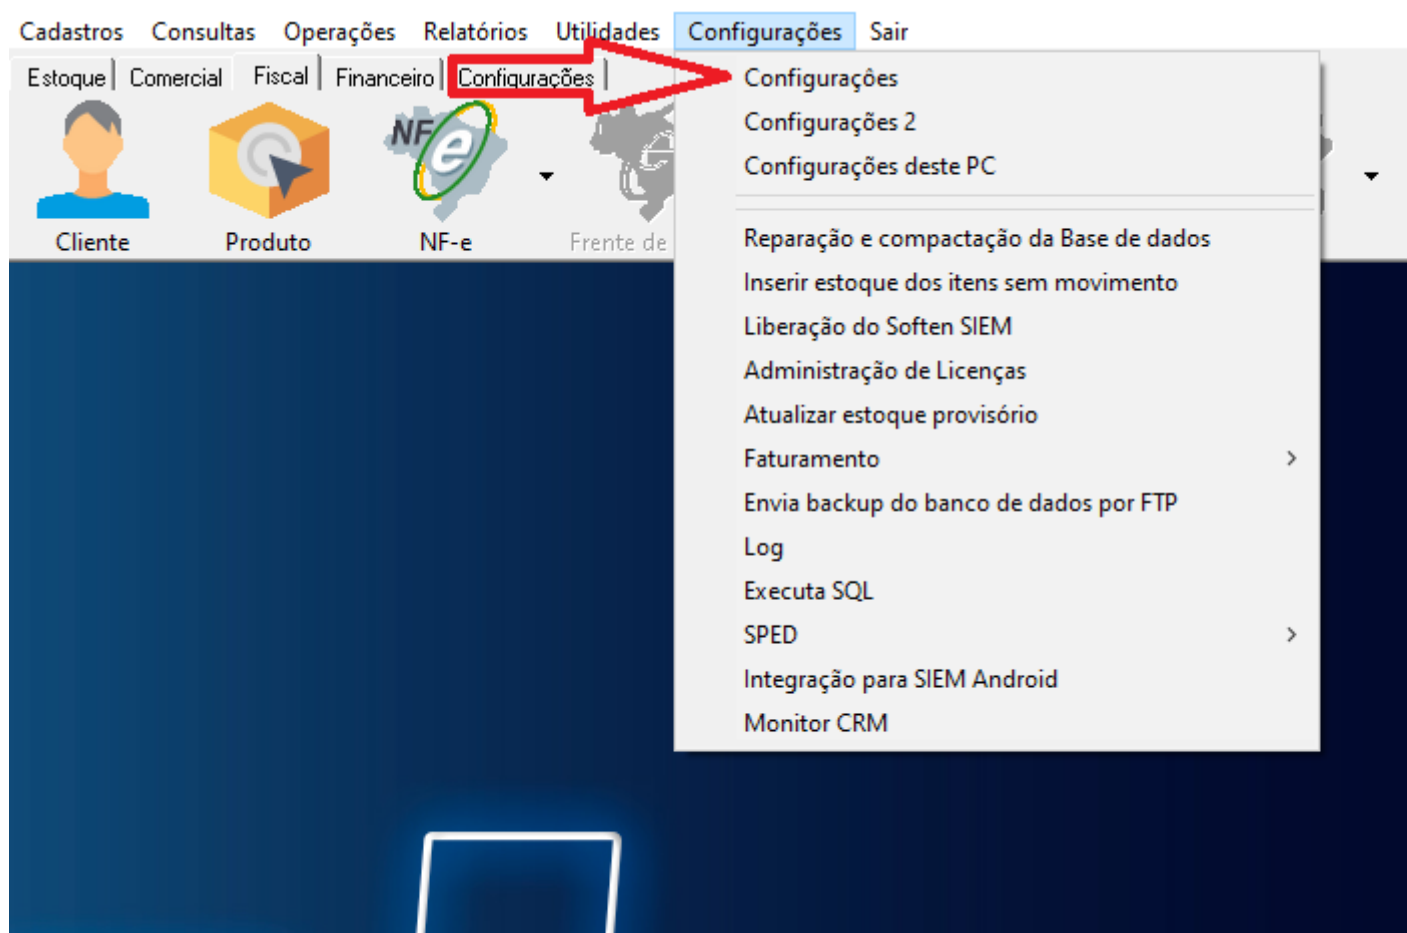 Cadastros Consultas Operações Relatórios Utilidades Configurações Sair
Estoque Comercial Fiscal Financeiro Configurações
NF e
Cliente Produto NF-e Frente de
Configurações
Configurações 2
Configurações deste PC
Reparação e compactação da Base de dados
Inserir estoque dos itens sem movimento
Liberação do Soften SIEM
Administração de Licenças
Atualizar estoque provisório
Faturamento
Envia backup do banco de dados por FTP
Log
Executa SQL
SPED
Integração para SIEM Android
Monitor CRM